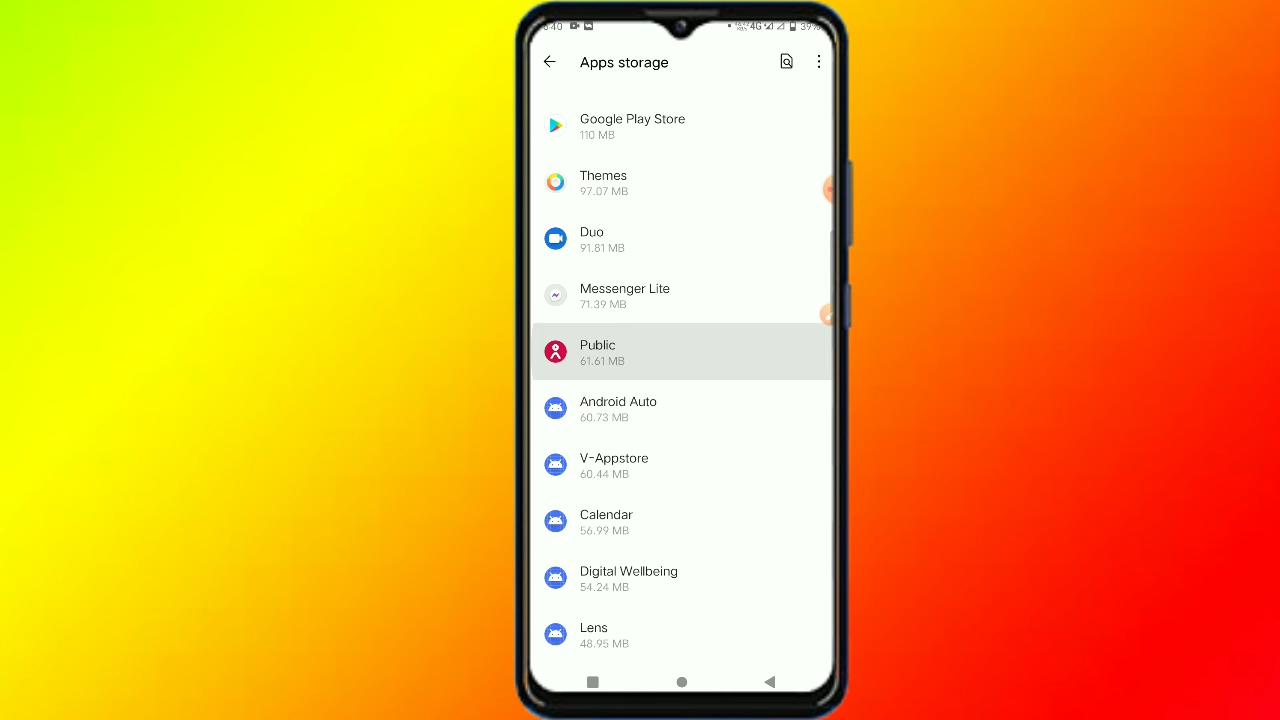 4G 39%
Apps storage
Google Play Store
110 MB
Themes
97.07 MB
Duo
91.81 MB
Messenger Lite
71.39 MB
Public
61.61 MB
Android Auto
60.73 MB
V-Appstore
60.44 MB
Calendar
56.99 MB
Digital Wellbeing
54.24 MB
Lens
48.95 MB